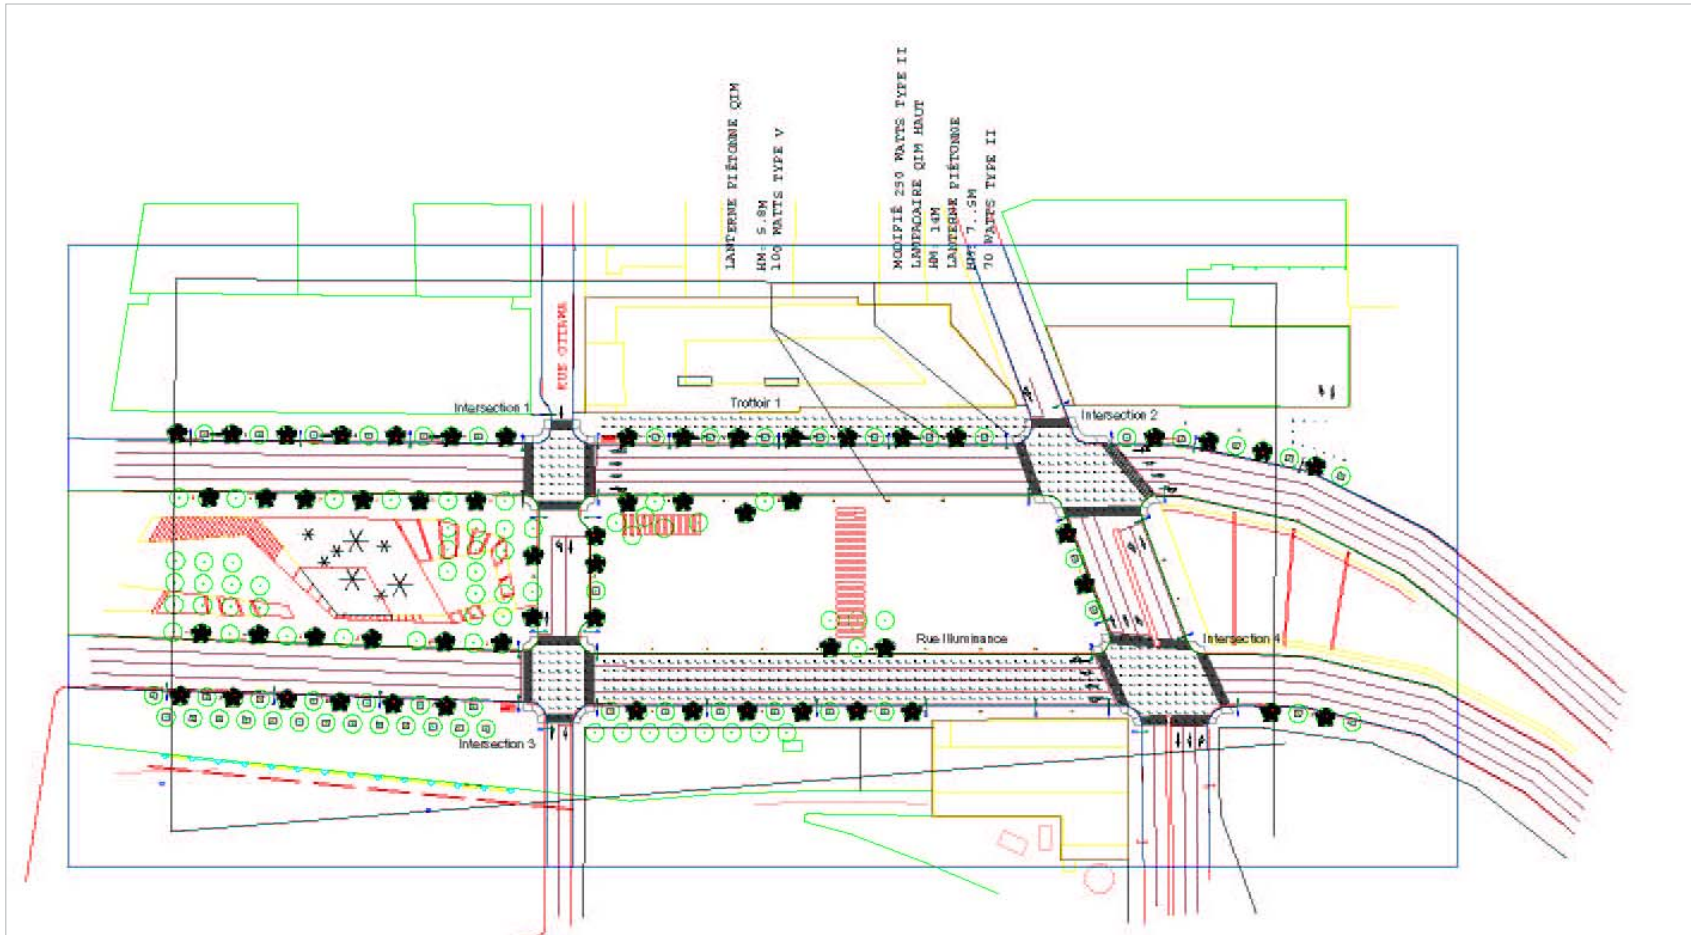 LANTERNE PIÉTONNE QIM
HM: 5.8M
100 WATTS TYPE V
MODIFIÉ 250 WATTS TYPE II
LAMPADAIRE QIM HAUT
HM: 14M
LANTERNE PIÉTONNE
HM: 7..5M
70 WATTS TYPE II
RUE OTTAWA
Intersection 1
Trottoir 1
Intersection 2
Rue Illuminance
Intersection 4
Intersection 3